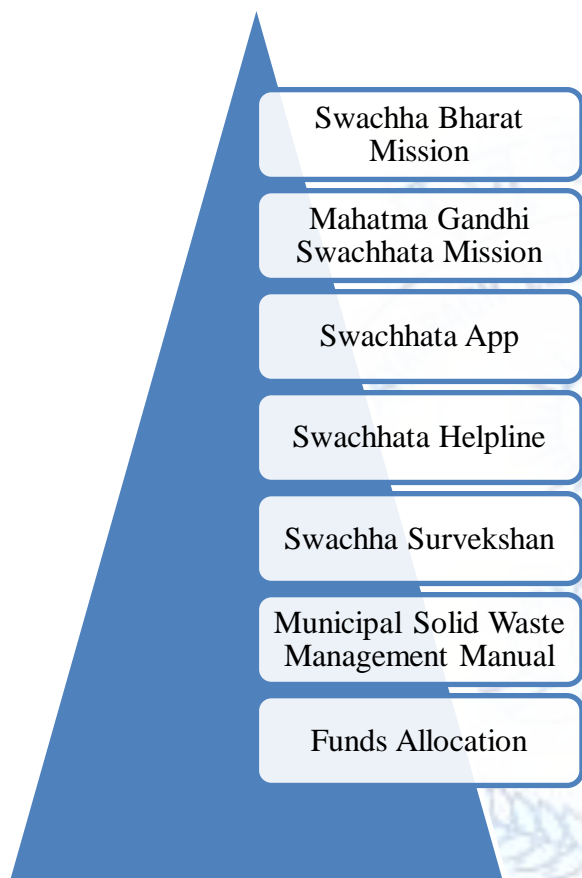 Swachha Bharat
Mission
Mahatma Gandhi
Swachhata Mission
Swachhata App
Swachhata Helpline
Swachha Survekshan
Municipal Solid Waste
Management Manual
Funds Allocation